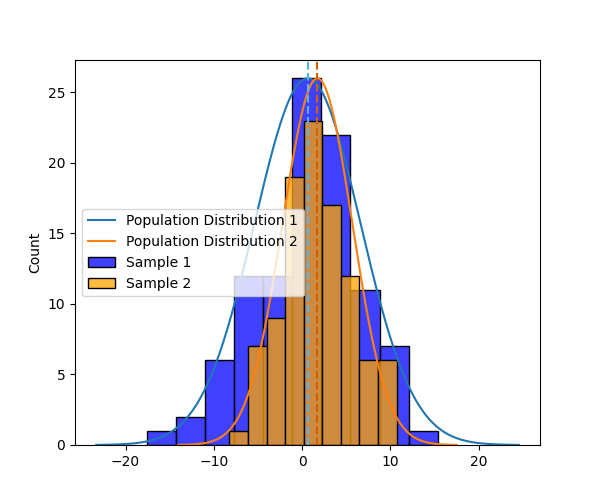 25
20
15
10
5
0
Count
Population Distribution 1
Population Distribution 2
Sample 1
Sample 2
−20 −10 0 10 20